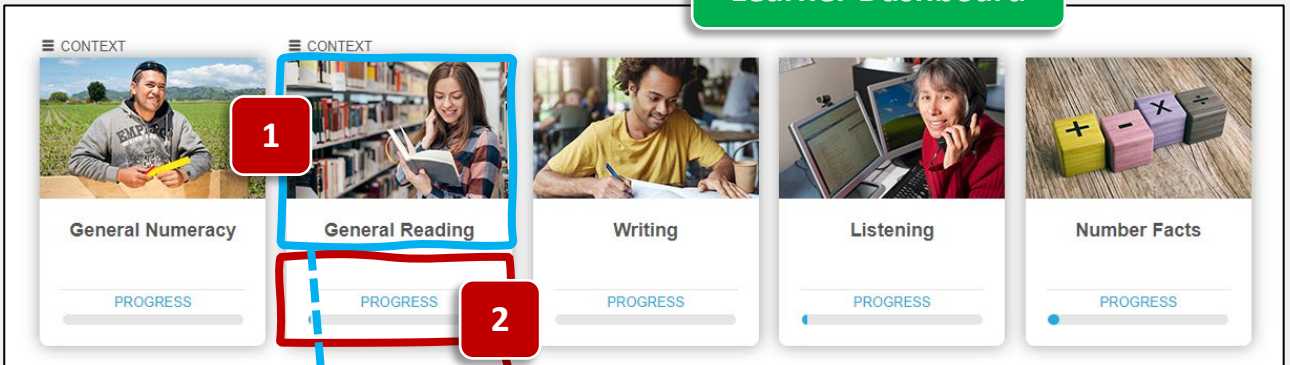 Learner Dashboard
CONTEXT CONTEXT
1
General Numeracy General Reading Writing Listening Number Facts
PROGRESS PROGRESS PROGRESS PROGRESS PROGRESS
2